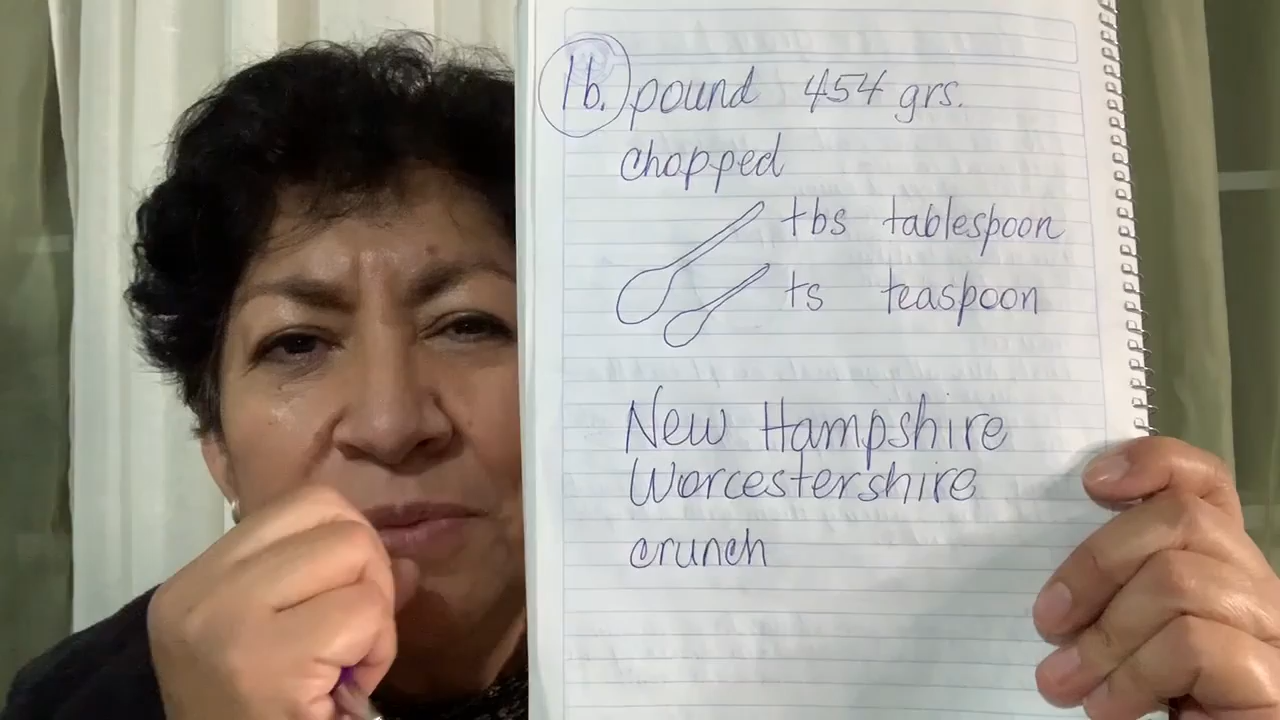 lb. pound 454 grs.
chopped
tbs tablespoon
ts teaspoon
New Hampshire
Worcestershire
crunch